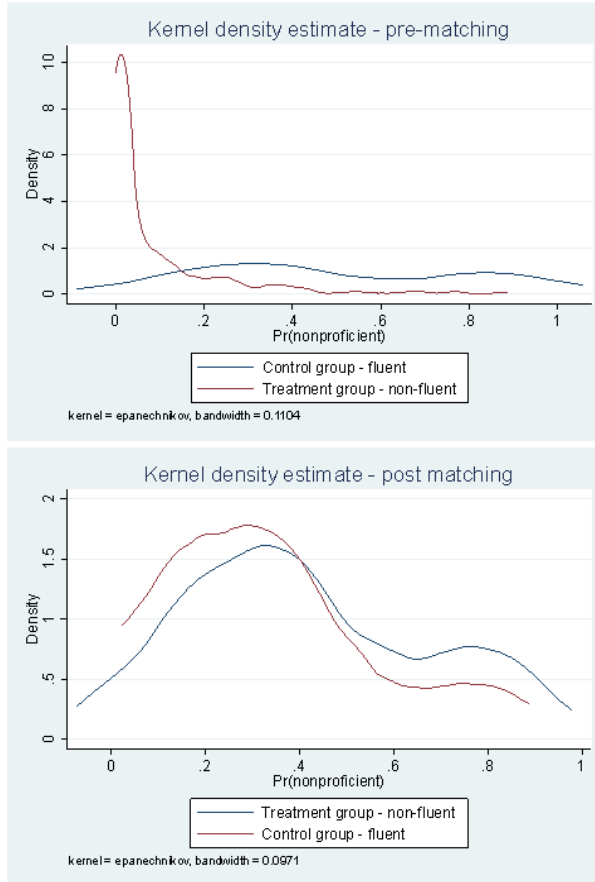 Kernel density estimate - pre-matching
10
8
6
4
2
0
Density
0 .2 .4 .6 .8 1
Pr(nonproficient)
Control group - fluent
Treatment group - non-fluent
kernel = epanechnikov, bandwidth = 0.1104
Kernel density estimate - post matching
2
1.5
1
.5
0
Density
0 .2 .4 .6 .8 1
Pr(nonproficient)
Treatment group - non-fluent
Control group - fluent
kernel = epanechnikov, bandwidth = 0.0971